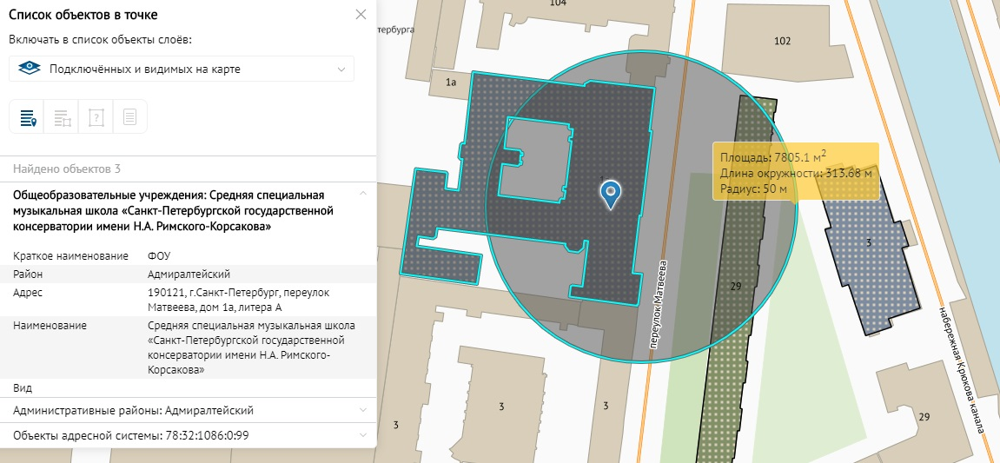 Список объектов в точке
Включать в список объекты слоёв:
Подключённых и видимых на карте
Найдено объектов 3
Общеобразовательные учреждения: Средняя специальная
музыкальная школа «Санкт-Петербургской государственной
консерватории имени Н.А. Римского-Корсакова»
Краткое наименование ФОУ
Район Адмиралтейский
Адрес 190121, г.Санкт-Петербург, переулок
Матвеева, дом 1а, литера А
Наименование Средняя специальная музыкальная школа
«Санкт-Петербургской государственной
консерватории имени Н.А. Римского-
Корсакова»
Вид
Административные районы: Адмиралтейский
Объекты адресной системы: 78:32:1086:0:99
104
тербурга
102
1а
Площадь: 7805.1 м²
Длина окружности: 313.68 м
Радиус: 50 м
3
29
переулок Матвеева
набережная Крюкова канала
3
3
3
29